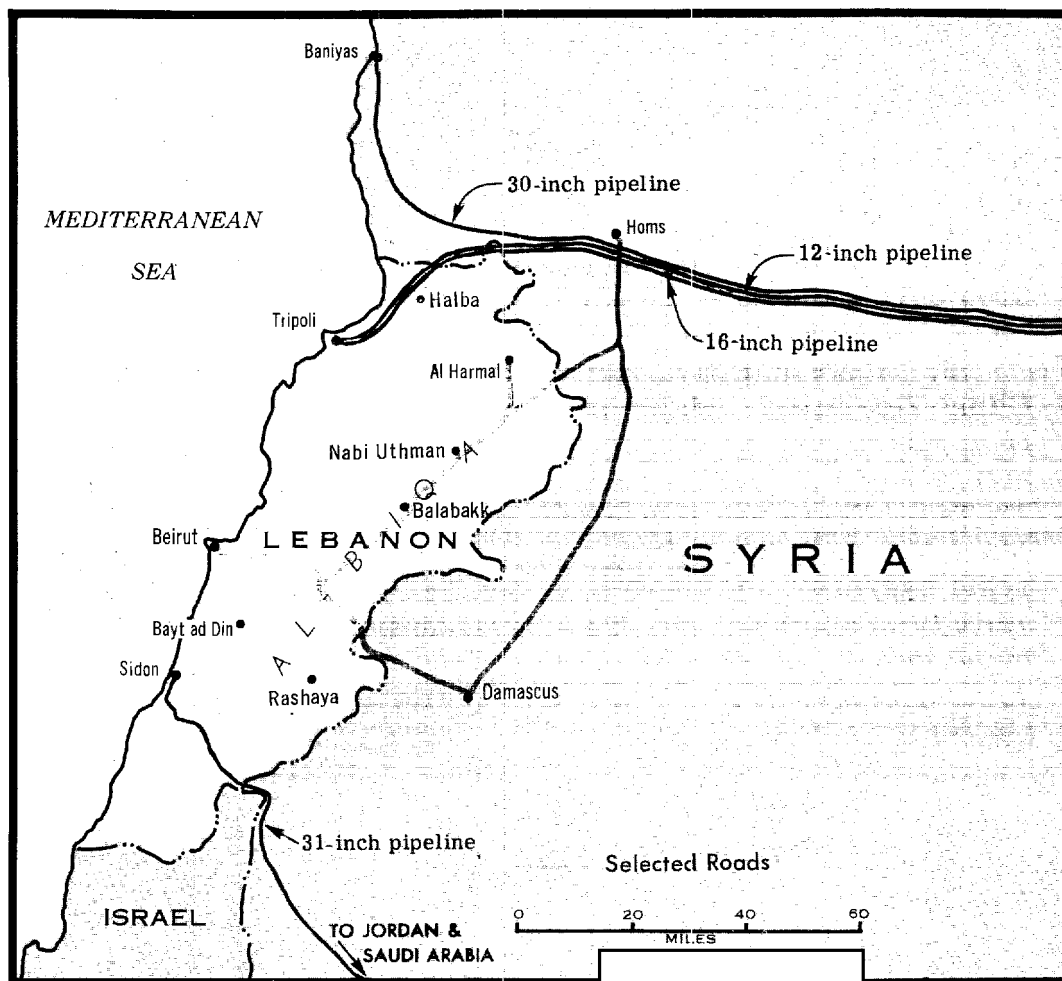 Baniyas
30-inch pipeline
MEDITERRANEAN
SEA
Homs
12-inch pipeline
Halba
Tripoli
16-inch pipeline
Al Harmal
Nabi Uthman
Balabakk
Beirut
LEBANON
SYRIA
AL BIQA
Bayt ad Din
Sidon
Rashaya
Damascus
31-inch pipeline
Selected Roads
ISRAEL
TO JORDAN &
SAUDI ARABIA
0 20 40 60
MILES